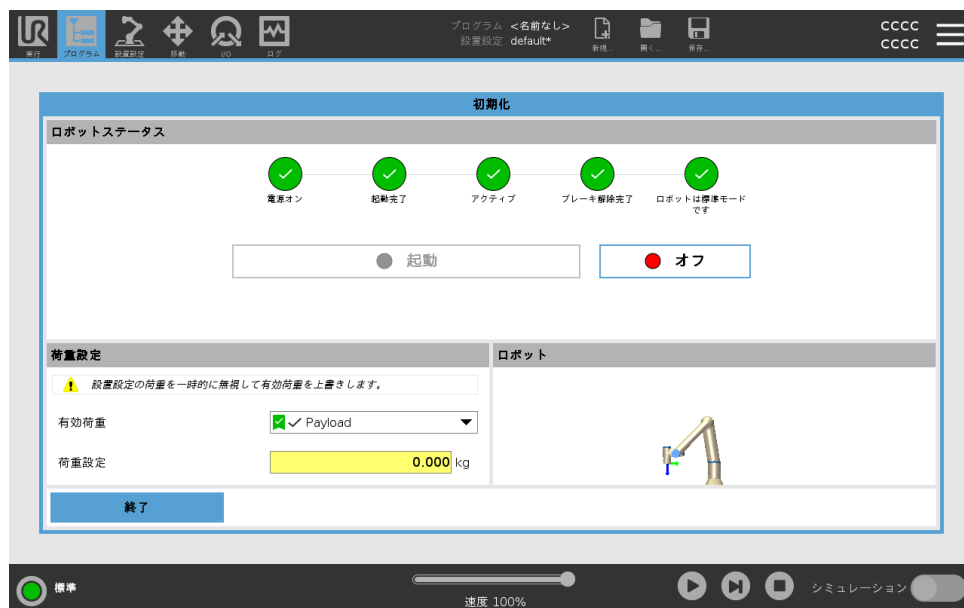 プログラム <名前なし>
設置設定 default*
cccc
cccc
実行
プログラム
設置設定
移動
I/O
ログ
新規...
開く...
保存...
初期化
ロボットステータス
電源オン
起動完了
アクティブ
ブレーキ解除完了
ロボットは標準モード
です
起動
オフ
荷重設定
ロボット
設置設定の荷重を一時的に無視して有効荷重を上書きします。
有効荷重
Payload
荷重設定
0.000 kg
終了
標準
速度 100%
シミュレーション